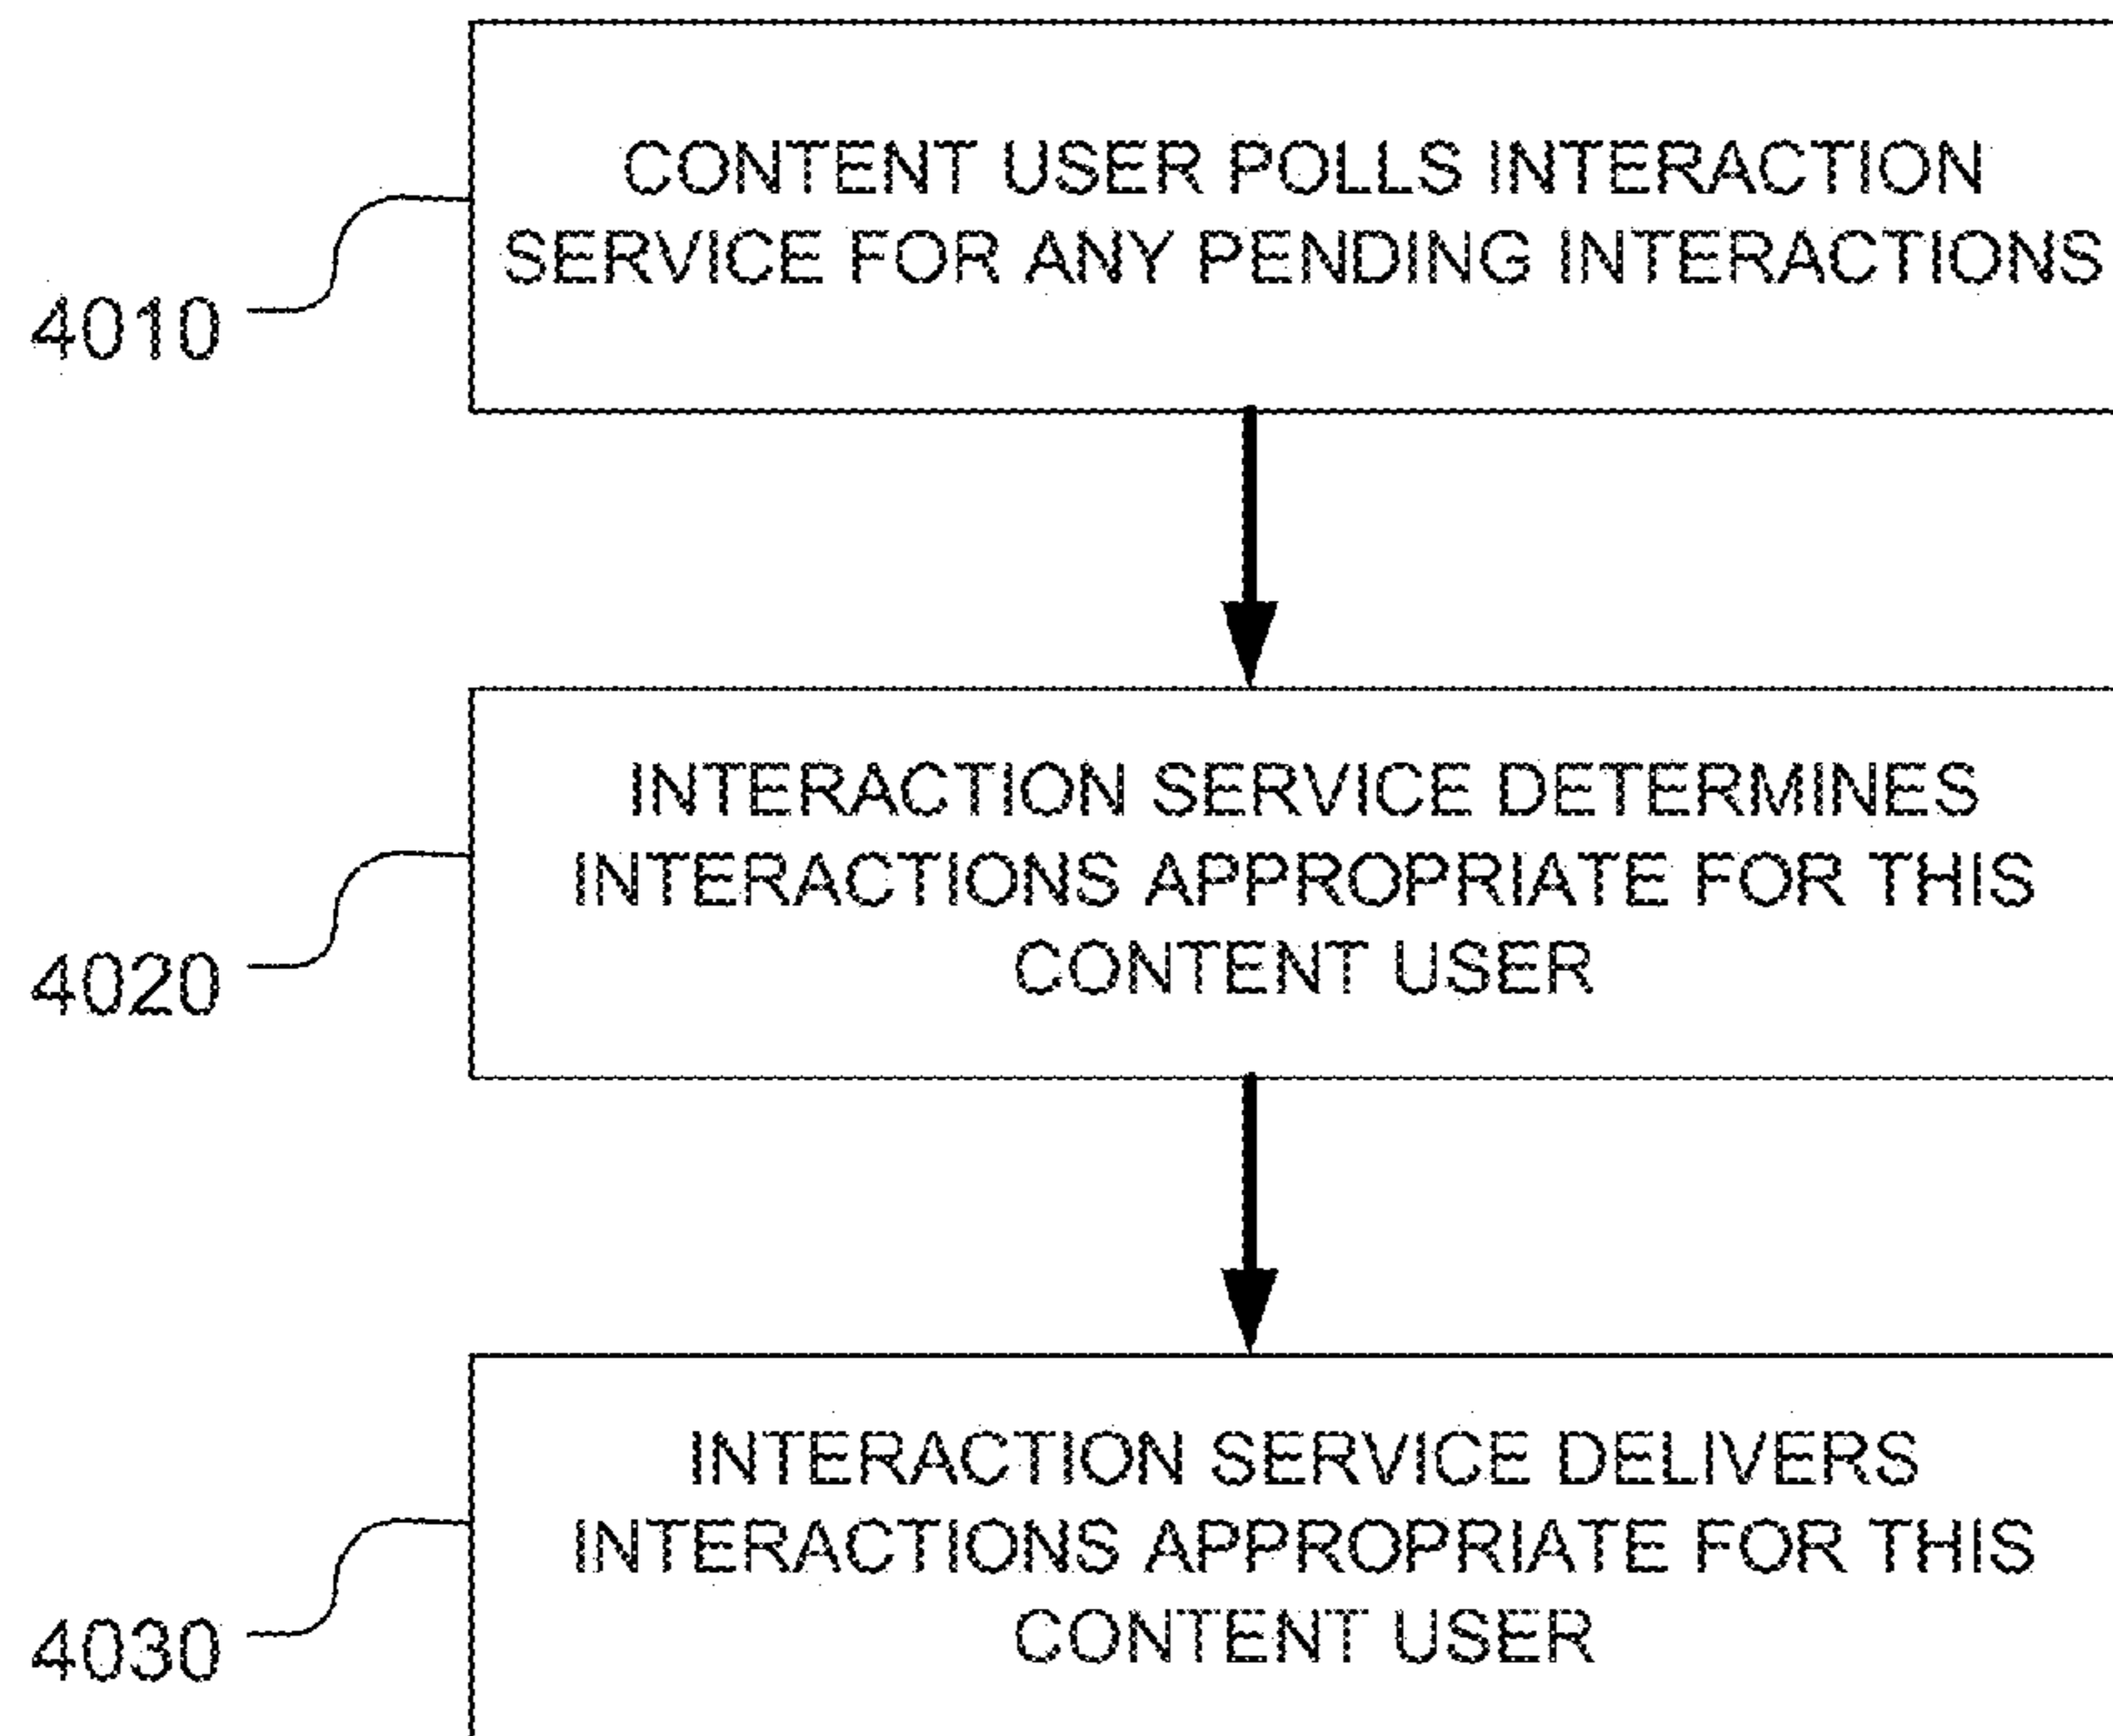 CONTENT USER POLLS INTERACTION
SERVICE FOR ANY PENDING INTERACTIONS
4010
INTERACTION SERVICE DETERMINES
INTERACTIONS APPROPRIATE FOR THIS
CONTENT USER
4020
INTERACTION SERVICE DELIVERS
INTERACTIONS APPROPRIATE FOR THIS
CONTENT USER
4030